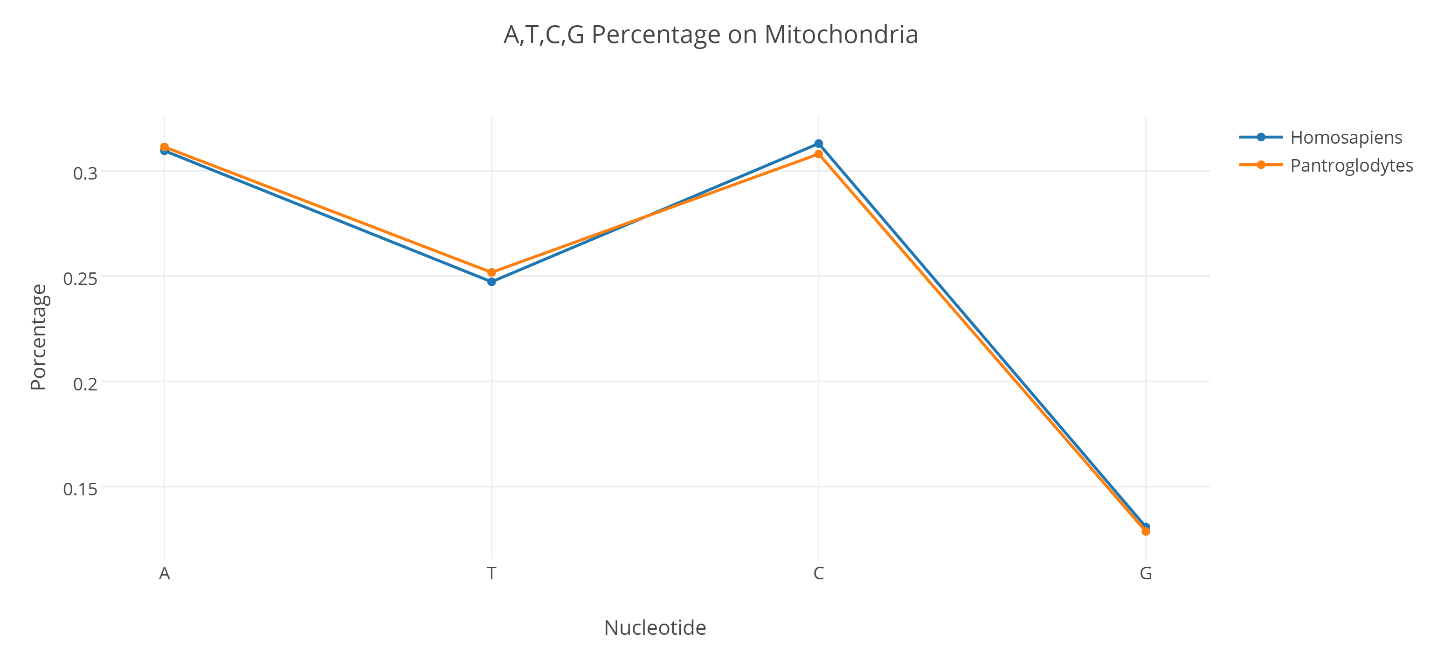 A,T,C,G Percentage on Mitochondria
Homosapiens
Pantroglodytes
Porcentage
0.3
0.25
0.2
0.15
A
T
C
G
Nucleotide